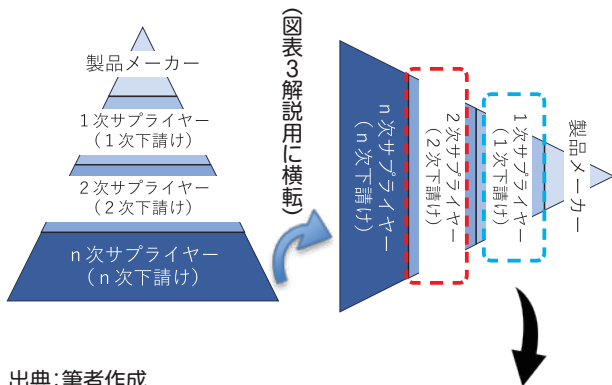 製品メーカー
1次サプライヤー
(1次下請け)
2次サプライヤー
(2次下請け)
n次サプライヤー
(n次下請け)
(図表3解説用に横転)
製品メーカー
1次サプライヤー
(1次下請け)
2次サプライヤー
(2次下請け)
n次サプライヤー
(n次下請け)
出典:筆者作成